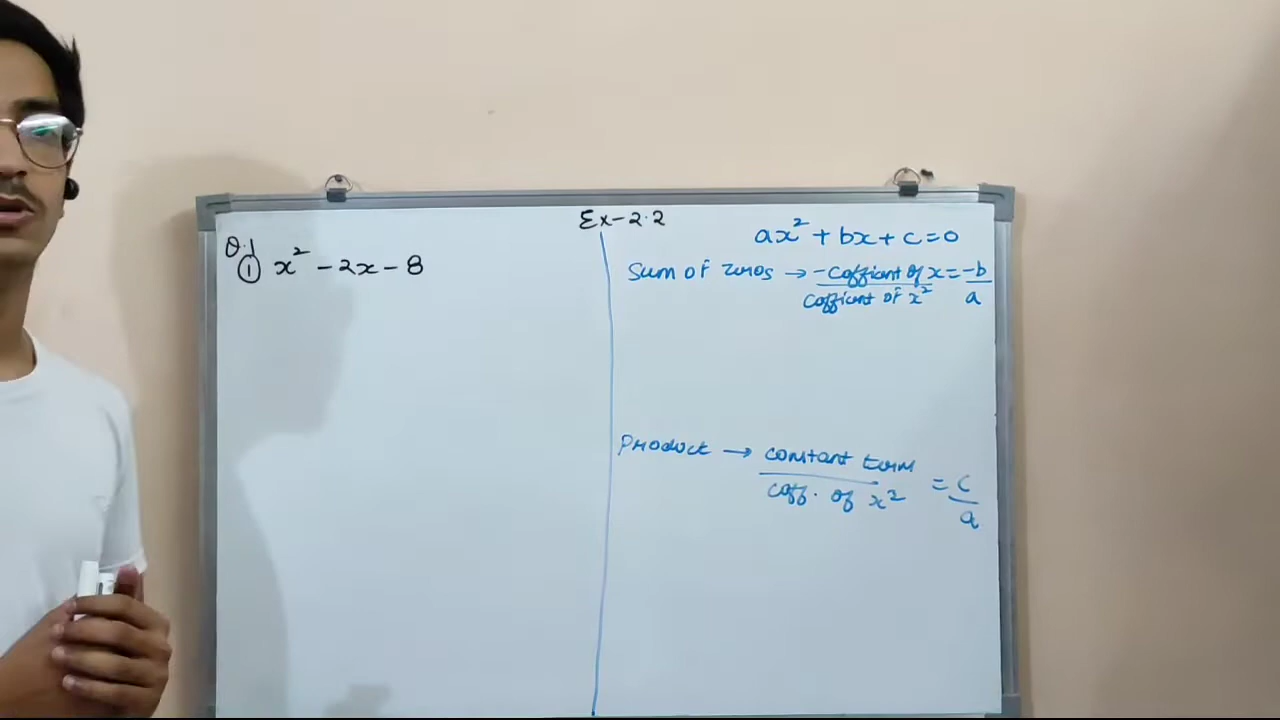 Ex-2.2
Q.1
① x² - 2x - 8
ax² + bx + c = 0
Sum of zeros → -coffiant of x / cofficant of x² = -b/a
Product → constant term / coff. of x² = c/a